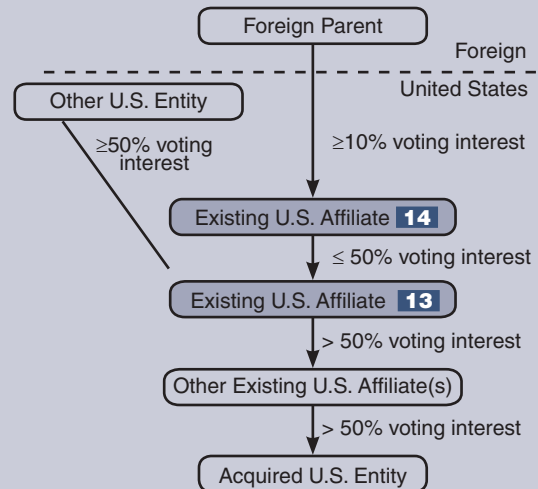 Foreign Parent
Foreign
United States
Other U.S. Entity
≥50% voting
interest
≥10% voting interest
Existing U.S. Affiliate 14
≤ 50% voting interest
Existing U.S. Affiliate 13
> 50% voting interest
Other Existing U.S. Affiliate(s)
> 50% voting interest
Acquired U.S. Entity